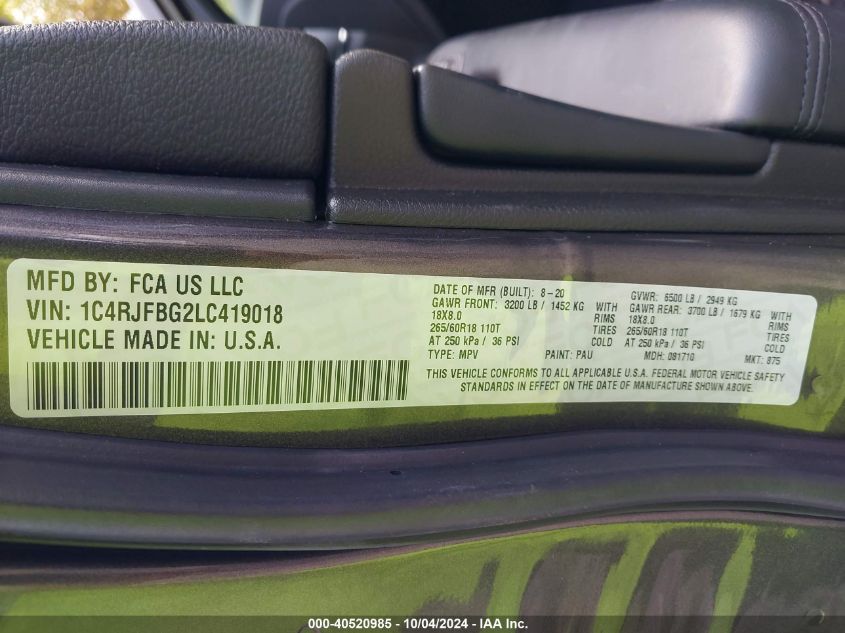 MFD BY: FCA US LLC
VIN: 1C4RJFBG2LC419018
VEHICLE MADE IN: U.S.A.
DATE OF MFR (BUILT): 8-20 GVWR: 6500 LB / 2949 KG
GAWR FRONT: 3200 LB / 1452 KG WITH GAWR REAR: 3700 LB / 1679 KG WITH
18X8.0 RIMS 18X8.0 RIMS
265/60R18 110T TIRES 265/60R18 110T TIRES
AT 250 kPa / 36 PSI COLD AT 250 kPa / 36 PSI COLD
TYPE: MPV PAINT: PAU MDH: 081710 MKT: 875
THIS VEHICLE CONFORMS TO ALL APPLICABLE U.S.A. FEDERAL MOTOR VEHICLE SAFETY
STANDARDS IN EFFECT ON THE DATE OF MANUFACTURE SHOWN ABOVE.
000-40520985 - 10/04/2024 - IAA Inc.